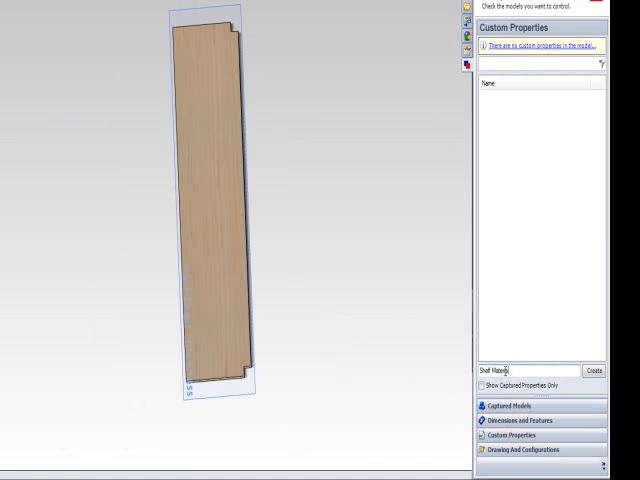 Check the models you want to control.
Custom Properties
There are no custom properties in the model...
Name
Shelf Material
Create
Show Captured Properties Only
Captured Models
Dimensions and Features
Custom Properties
Drawing And Configurations